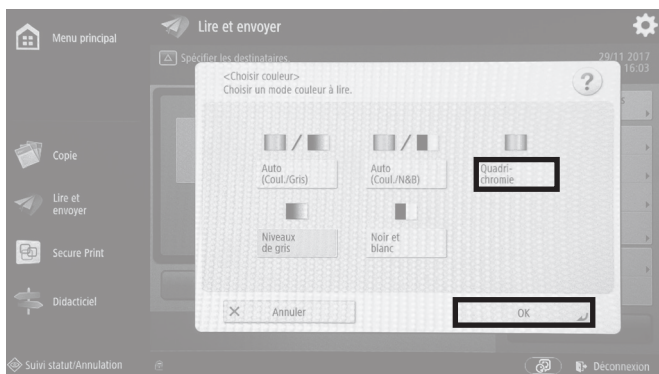 Menu principal
Lire et envoyer
Spécifier les destinataires.
29/11 2017
16:03
<Choisir couleur>
Choisir un mode couleur à lire.
?
Auto
(Coul./Gris)
Auto
(Coul./N&B)
Quadri-
chromie
Niveaux
de gris
Noir et
blanc
Annuler
OK
Copie
Lire et
envoyer
Secure Print
Didacticiel
Suivi statut/Annulation
Déconnexion